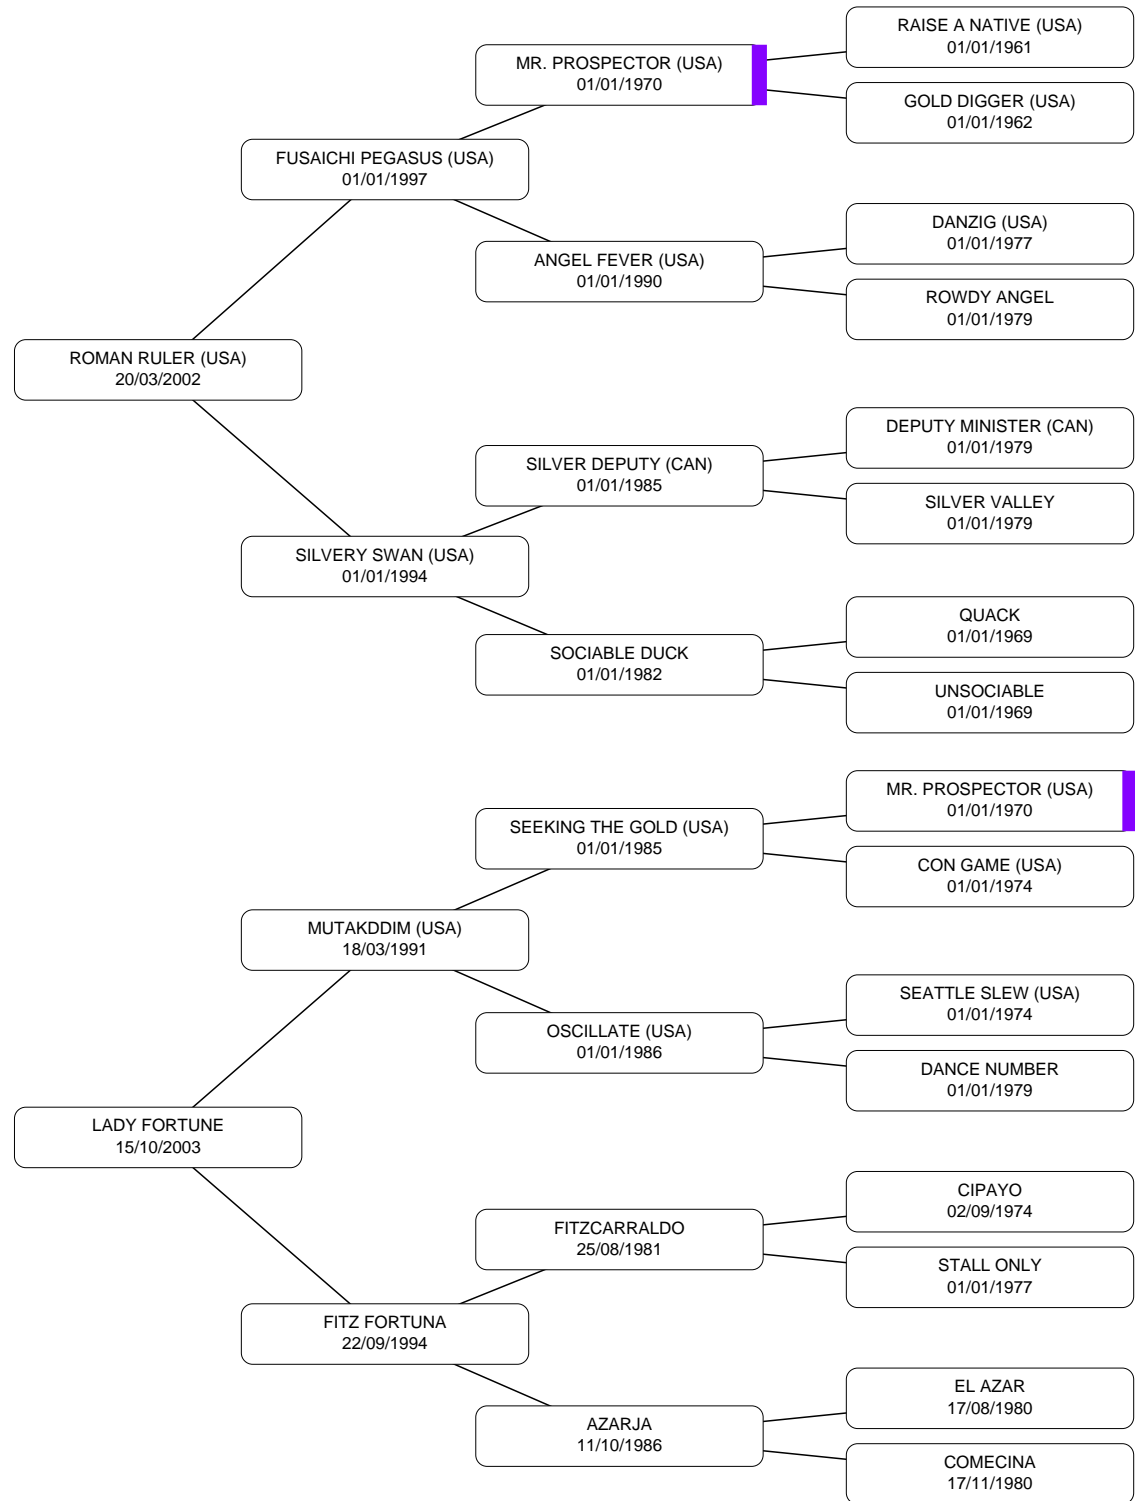 RAISE A NATIVE (USA)
01/01/1961
MR. PROSPECTOR (USA)
01/01/1970
GOLD DIGGER (USA)
01/01/1962
FUSAICHI PEGASUS (USA)
01/01/1997
DANZIG (USA)
01/01/1977
ANGEL FEVER (USA)
01/01/1990
ROWDY ANGEL
01/01/1979
ROMAN RULER (USA)
20/03/2002
DEPUTY MINISTER (CAN)
01/01/1979
SILVER DEPUTY (CAN)
01/01/1985
SILVER VALLEY
01/01/1979
SILVERY SWAN (USA)
01/01/1994
QUACK
01/01/1969
SOCIABLE DUCK
01/01/1982
UNSOCIABLE
01/01/1969
MR. PROSPECTOR (USA)
01/01/1970
SEEKING THE GOLD (USA)
01/01/1985
CON GAME (USA)
01/01/1974
MUTAKDDIM (USA)
18/03/1991
SEATTLE SLEW (USA)
01/01/1974
OSCILLATE (USA)
01/01/1986
DANCE NUMBER
01/01/1979
LADY FORTUNE
15/10/2003
CIPAYO
02/09/1974
FITZCARRALDO
25/08/1981
STALL ONLY
01/01/1977
FITZ FORTUNA
22/09/1994
EL AZAR
17/08/1980
AZARJA
11/10/1986
COMECINA
17/11/1980